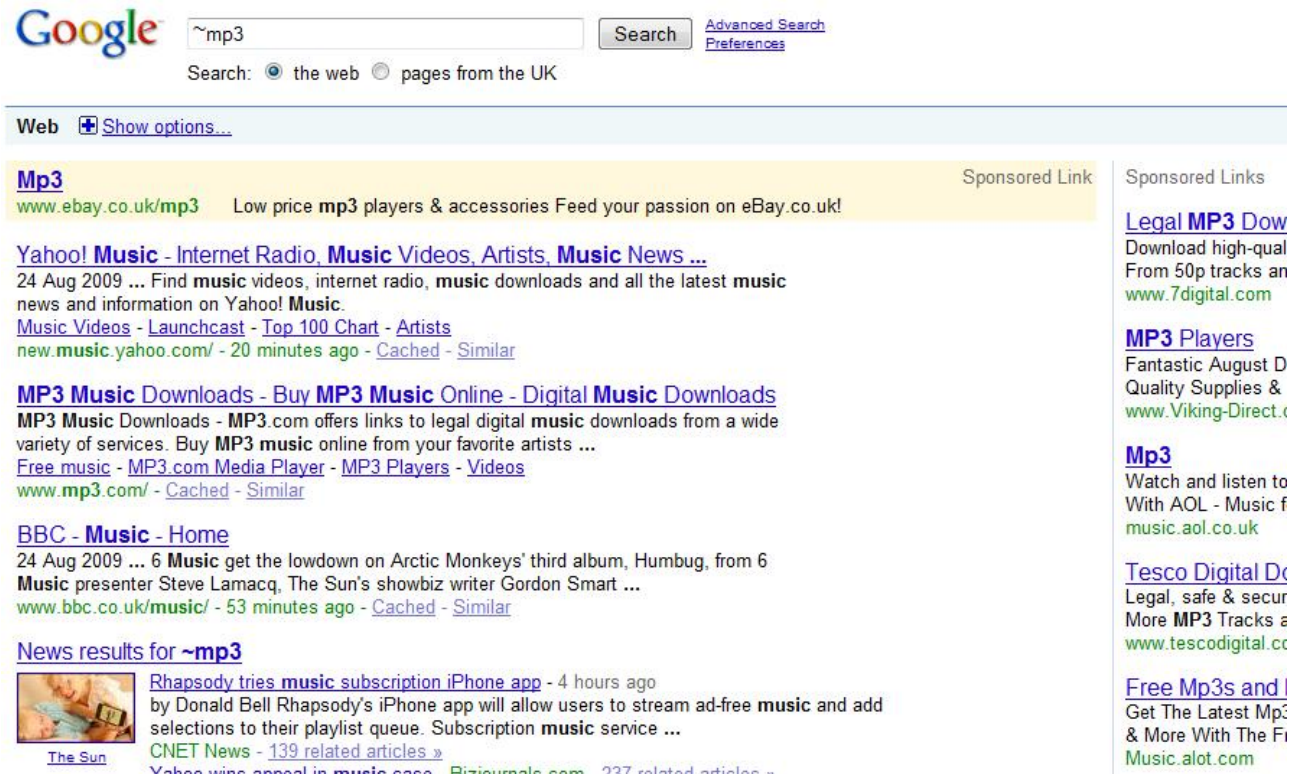 Google
~mp3
Search
Advanced Search
Preferences
Search: the web pages from the UK
Web Show options...
Mp3
Sponsored Link
www.ebay.co.uk/mp3 Low price mp3 players & accessories Feed your passion on eBay.co.uk!
Yahoo! Music - Internet Radio, Music Videos, Artists, Music News ...
24 Aug 2009 ... Find music videos, internet radio, music downloads and all the latest music
news and information on Yahoo! Music.
Music Videos - Launchcast - Top 100 Chart - Artists
new.music.yahoo.com/ - 20 minutes ago - Cached - Similar
MP3 Music Downloads - Buy MP3 Music Online - Digital Music Downloads
MP3 Music Downloads - MP3.com offers links to legal digital music downloads from a wide
variety of services. Buy MP3 music online from your favorite artists ...
Free music - MP3.com Media Player - MP3 Players - Videos
www.mp3.com/ - Cached - Similar
BBC - Music - Home
24 Aug 2009 ... 6 Music get the lowdown on Arctic Monkeys' third album, Humbug, from 6
Music presenter Steve Lamacq, The Sun's showbiz writer Gordon Smart ...
www.bbc.co.uk/music/ - 53 minutes ago - Cached - Similar
News results for ~mp3
The Sun
Rhapsody tries music subscription iPhone app - 4 hours ago
by Donald Bell Rhapsody's iPhone app will allow users to stream ad-free music and add
selections to their playlist queue. Subscription music service ...
CNET News - 139 related articles »
Yahoo wins appeal in music case - Bizjournals.com - 237 related articles »
Sponsored Links
Legal MP3 Dow
Download high-qual
From 50p tracks an
www.7digital.com
MP3 Players
Fantastic August D
Quality Supplies &
www.Viking-Direct.c
Mp3
Watch and listen to
With AOL - Music f
music.aol.co.uk
Tesco Digital Do
Legal, safe & secur
More MP3 Tracks a
www.tescodigital.co
Free Mp3s and
Get The Latest Mp3
& More With The Fr
Music.alot.com